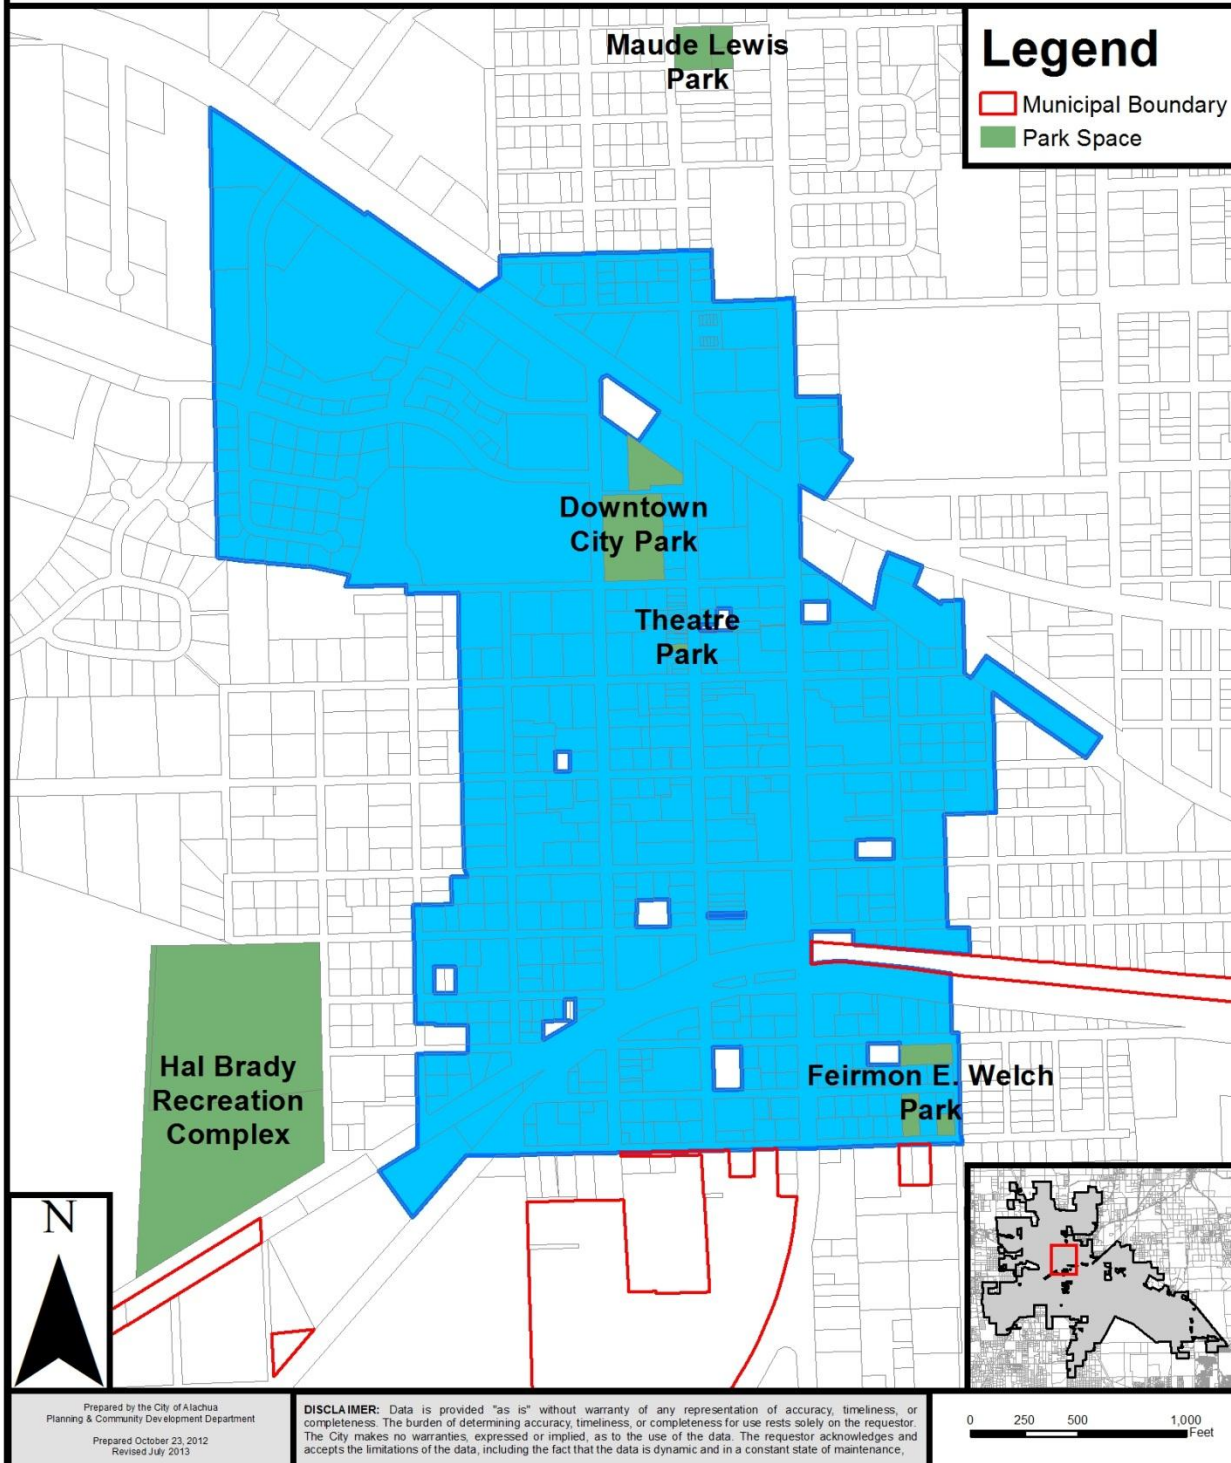 Maude Lewis
Park
Legend
Municipal Boundary
Park Space
Downtown
City Park
Theatre
Park
Hal Brady
Recreation
Complex
Feirmon E. Welch
Park
N
Prepared by the City of Alachua
Planning & Community Development Department
Prepared October 23, 2012
Revised July 2013
DISCLAIMER: Data is provided "as is" without warranty of any representation of accuracy, timeliness, or
completeness. The burden of determining accuracy, timeliness, or completeness for use rests solely on the requestor.
The City makes no warranties, expressed or implied, as to the use of the data. The requestor acknowledges and
accepts the limitations of the data, including the fact that the data is dynamic and in a constant state of maintenance,
0 250 500 1,000
Feet